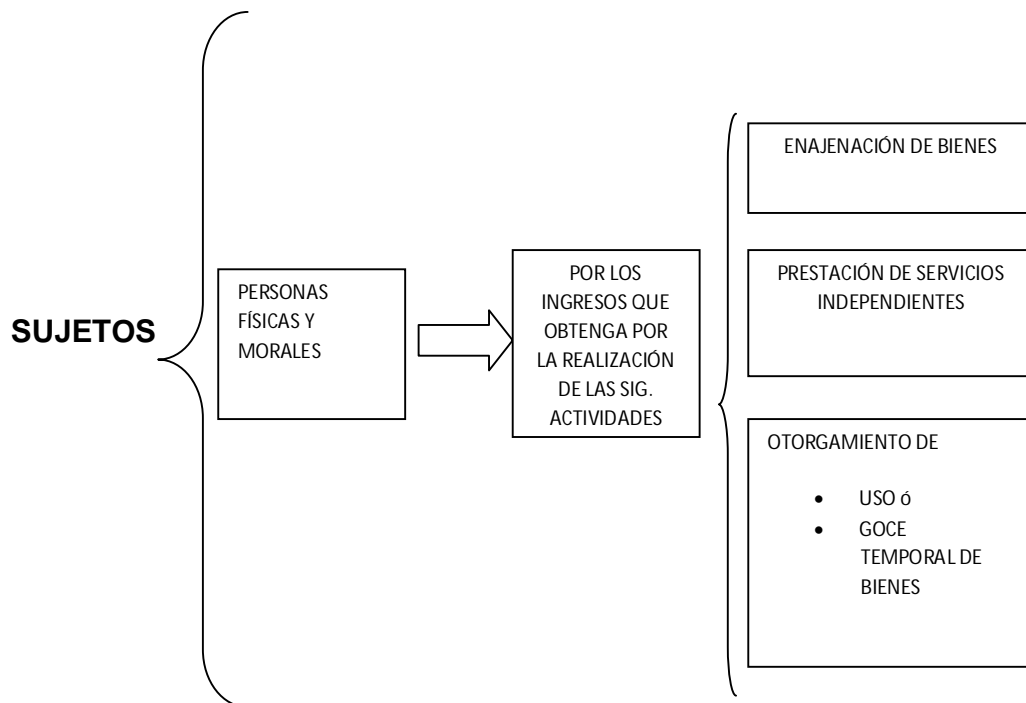 SUJETOS
PERSONAS
FÍSICAS Y
MORALES
POR LOS
INGRESOS QUE
OBTENGA POR
LA REALIZACIÓN
DE LAS SIG.
ACTIVIDADES
ENAJENACIÓN DE BIENES
PRESTACIÓN DE SERVICIOS
INDEPENDIENTES
OTORGAMIENTO DE
• USO ó
• GOCE
TEMPORAL DE
BIENES